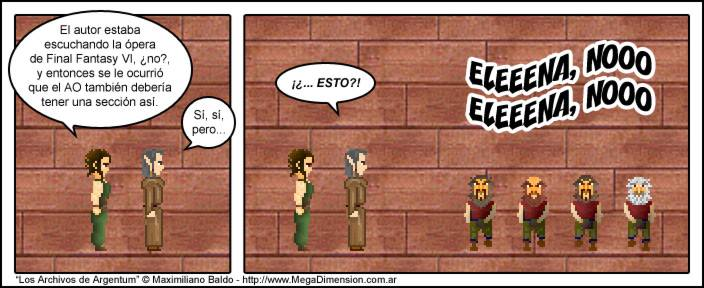 El autor estaba
escuchando la ópera
de Final Fantasy VI, ¿no?,
y entonces se le ocurrió
que el AO también debería
tener una sección así.
Sí, sí,
pero...
¡¿... ESTO?!
ELEEENA, NOOO
ELEEENA, NOOO
"Los Archivos de Argentum" © Maximiliano Baldo - http://www.MegaDimension.com.ar